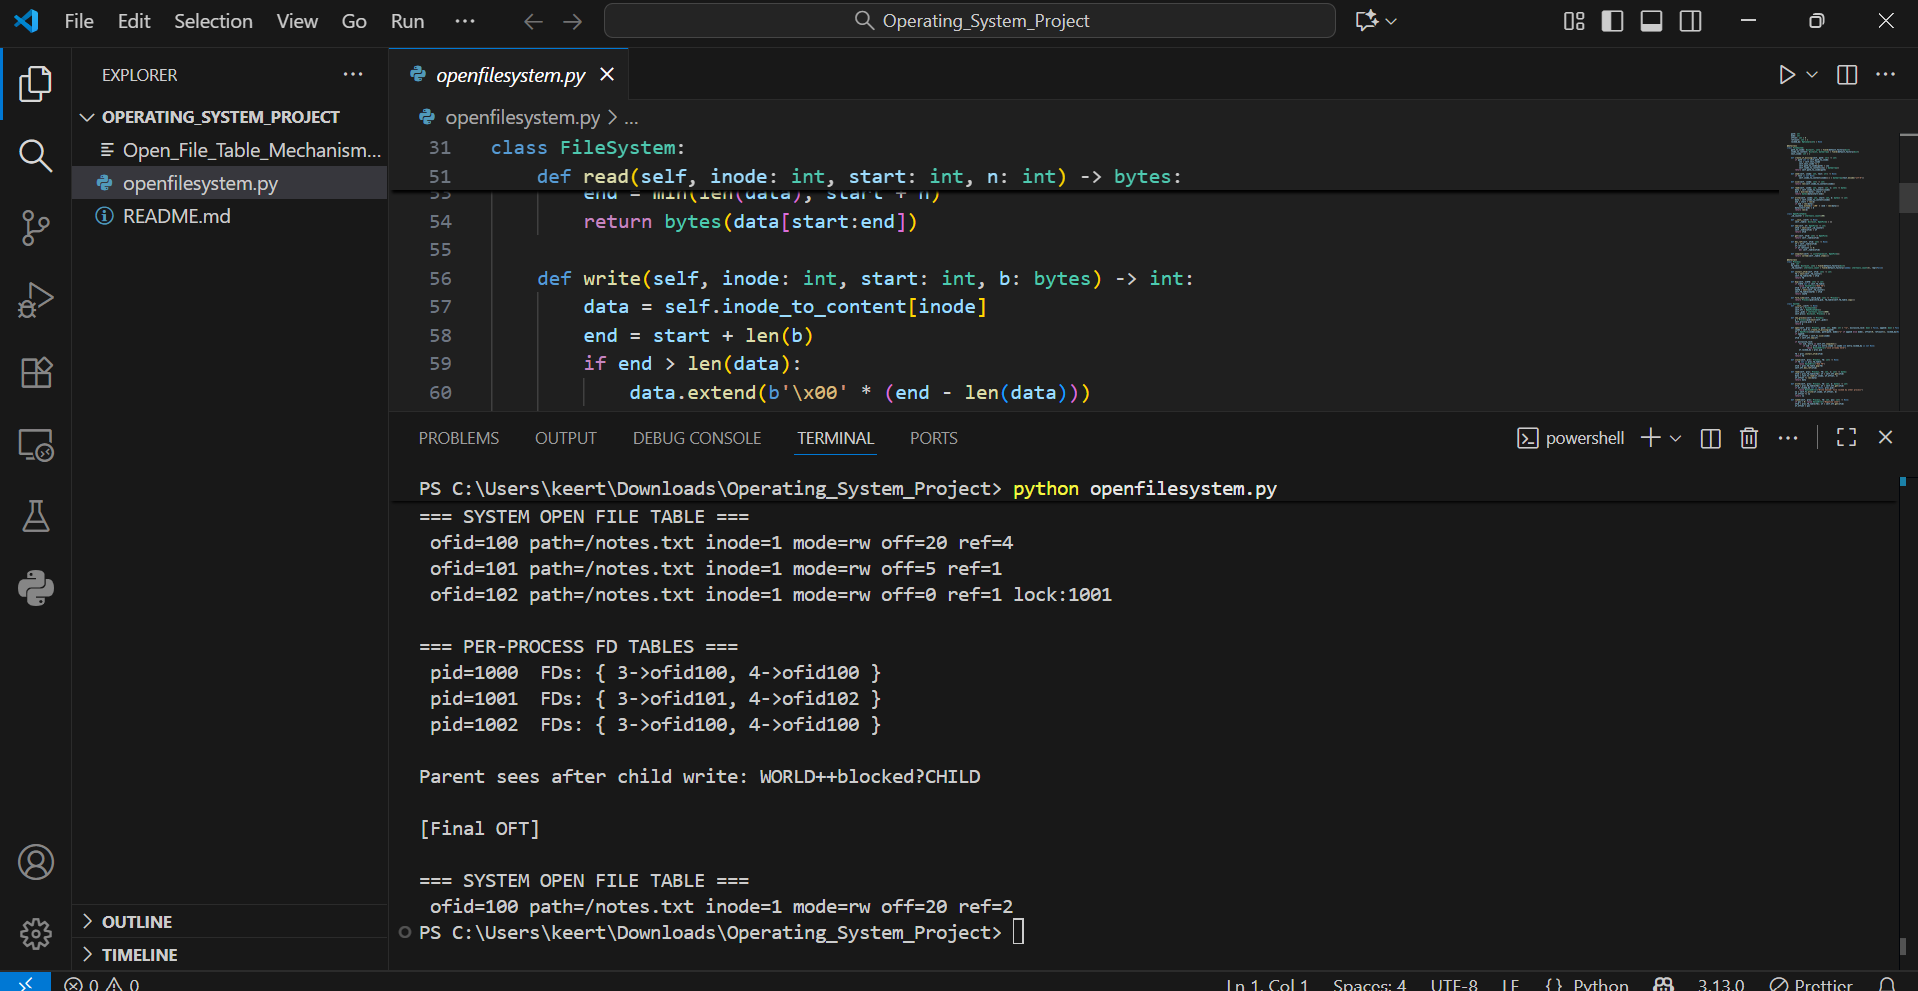 File Edit Selection View Go Run ··· Operating_System_Project
EXPLORER ···
OPERATING_SYSTEM_PROJECT
Open_File_Table_Mechanism...
openfilesystem.py
README.md
OUTLINE
TIMELINE
openfilesystem.py
openfilesystem.py > ...
31 class FileSystem:
51 def read(self, inode: int, start: int, n: int) -> bytes:
53 end = min(len(data), start + n)
54 return bytes(data[start:end])
55
56 def write(self, inode: int, start: int, b: bytes) -> int:
57 data = self.inode_to_content[inode]
58 end = start + len(b)
59 if end > len(data):
60 data.extend(b'\x00' * (end - len(data)))
PROBLEMS OUTPUT DEBUG CONSOLE TERMINAL PORTS powershell
PS C:\Users\keert\Downloads\Operating_System_Project> python openfilesystem.py
=== SYSTEM OPEN FILE TABLE ===
ofid=100 path=/notes.txt inode=1 mode=rw off=20 ref=4
ofid=101 path=/notes.txt inode=1 mode=rw off=5 ref=1
ofid=102 path=/notes.txt inode=1 mode=rw off=0 ref=1 lock:1001
=== PER-PROCESS FD TABLES ===
pid=1000 FDs: { 3->ofid100, 4->ofid100 }
pid=1001 FDs: { 3->ofid101, 4->ofid102 }
pid=1002 FDs: { 3->ofid100, 4->ofid100 }
Parent sees after child write: WORLD++blocked?CHILD
[Final OFT]
=== SYSTEM OPEN FILE TABLE ===
ofid=100 path=/notes.txt inode=1 mode=rw off=20 ref=2
PS C:\Users\keert\Downloads\Operating_System_Project>
0 0 Ln 1, Col 1 Spaces: 4 UTF-8 LF {} Python 3.13.0 Prettier